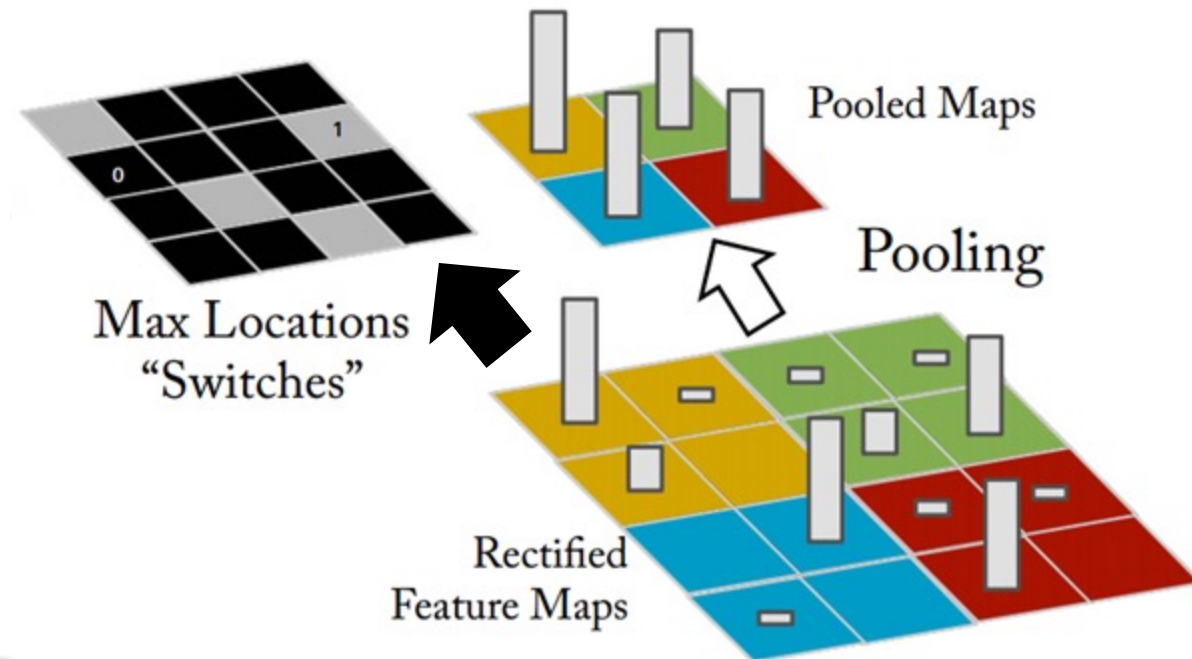 Pooled Maps
1
0
Pooling
Max Locations
“Switches”
Rectified
Feature Maps